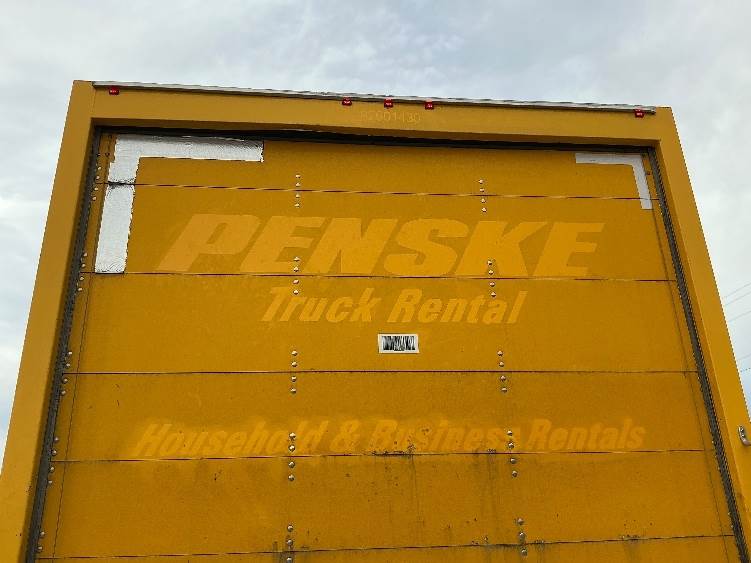 PENSKE
Truck Rental
Household & Business Rentals